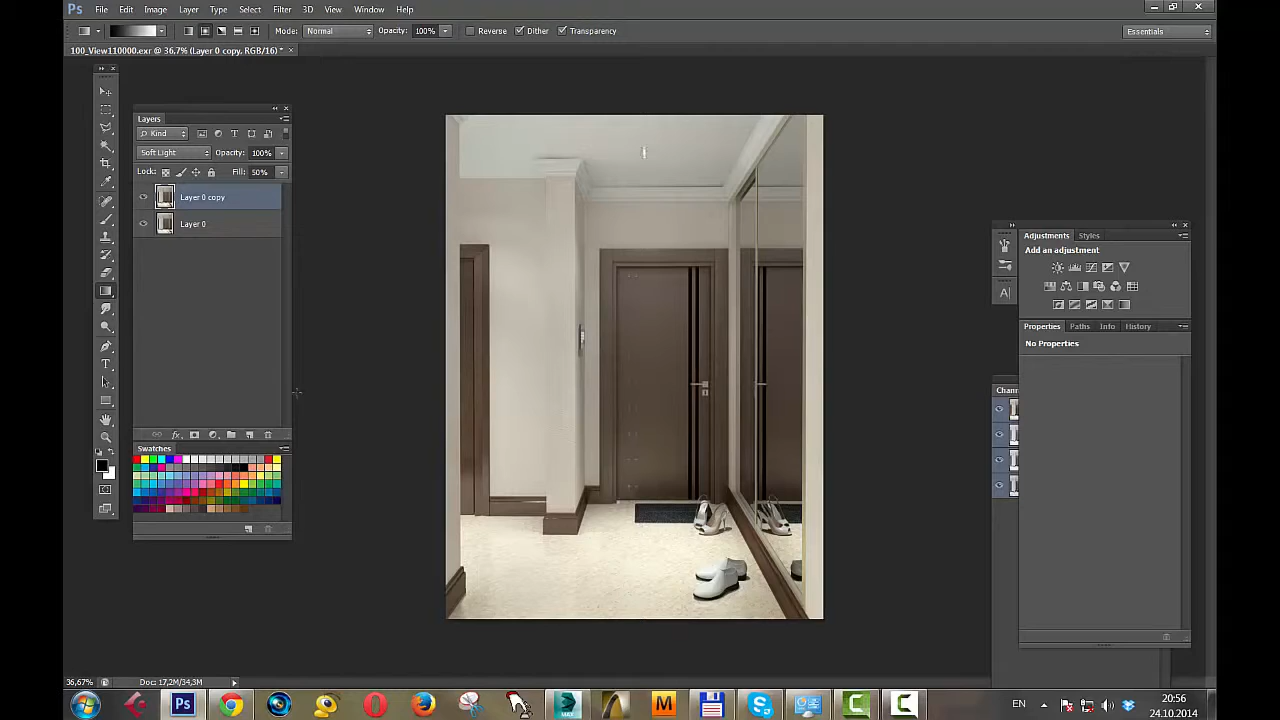 Ps File Edit Image Layer Type Select Filter 3D View Window Help
Mode: Normal Opacity: 100% Reverse Dither Transparency Essentials
100_View110000.exr @ 36,7% (Layer 0 copy, RGB/16) * ×
Layers
Kind
Soft Light Opacity: 100%
Lock: Fill: 50%
Layer 0 copy
Layer 0
Swatches
Adjustments Styles
Add an adjustment
Properties Paths Info History
No Properties
Chann
36,67% Doc: 17,2M/34,3M
Ps MAX M S EN 20:56
24.10.2014